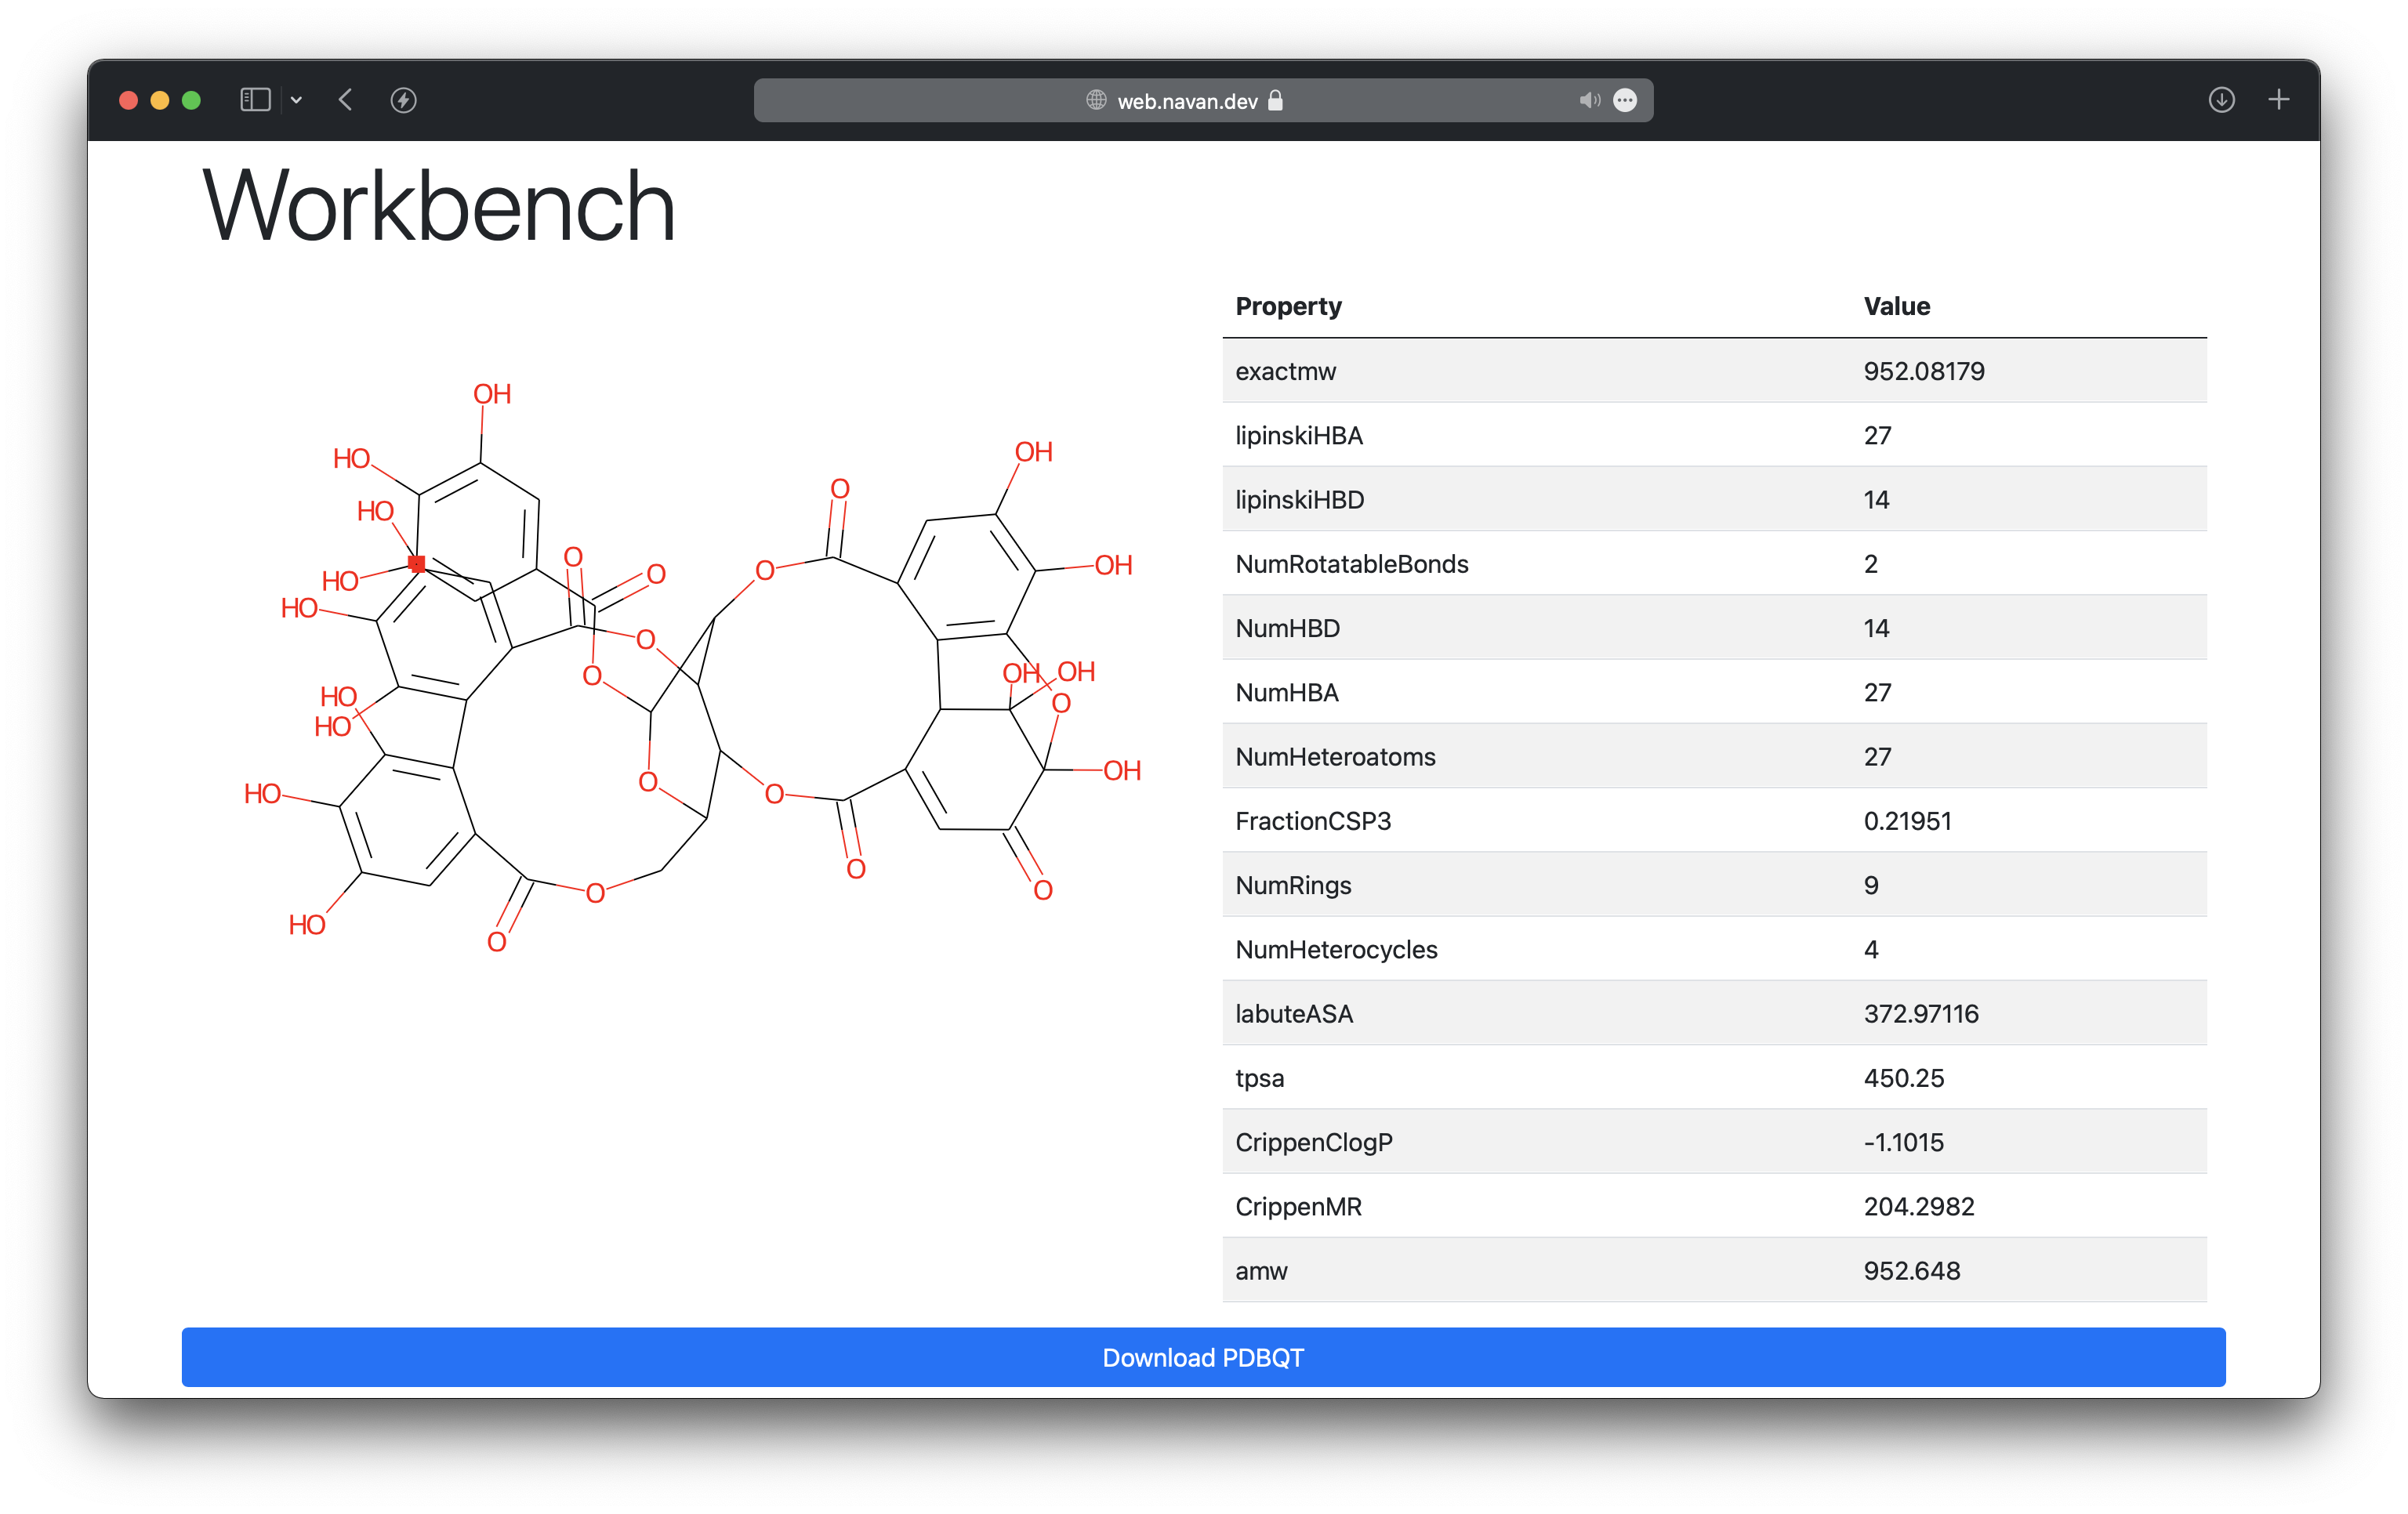 web.navan.dev
Workbench
OH
HO
HO
HO
HO
HO
HO
HO
HO
O
O
O
O
O
O
O
O
O
O
O
O
OH
OH
OH
OH
O
OH
O
Property Value
exactmw 952.08179
lipinskiHBA 27
lipinskiHBD 14
NumRotatableBonds 2
NumHBD 14
NumHBA 27
NumHeteroatoms 27
FractionCSP3 0.21951
NumRings 9
NumHeterocycles 4
labuteASA 372.97116
tpsa 450.25
CrippenClogP -1.1015
CrippenMR 204.2982
amw 952.648
Download PDBQT